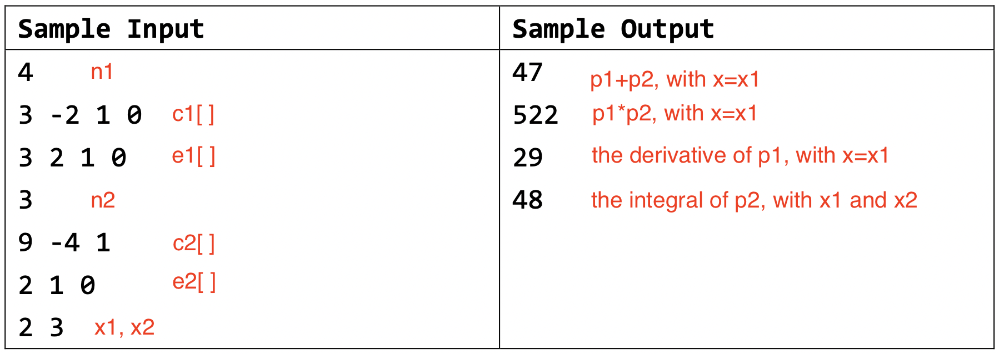 Sample Input
4 n1
3 -2 1 0 c1[ ]
3 2 1 0 e1[ ]
3 n2
9 -4 1 c2[ ]
2 1 0 e2[ ]
2 3 x1, x2
Sample Output
47 p1+p2, with x=x1
522 p1*p2, with x=x1
29 the derivative of p1, with x=x1
48 the integral of p2, with x1 and x2